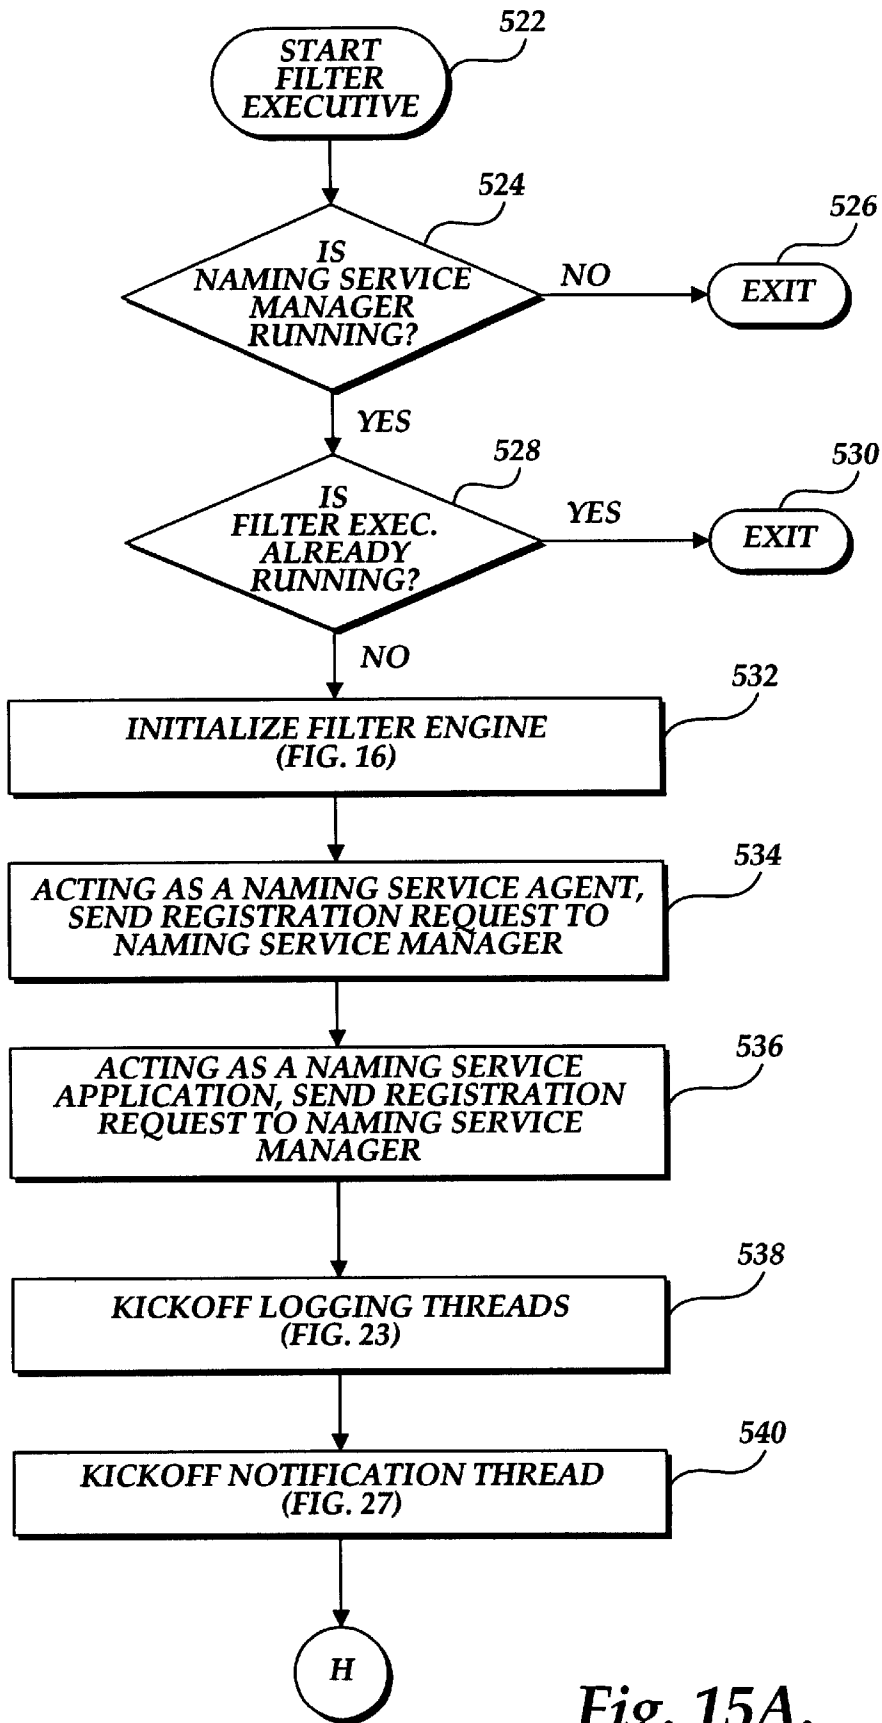 522
START
FILTER
EXECUTIVE
524
IS
NAMING SERVICE
MANAGER
RUNNING?
NO
526
EXIT
YES
528
IS
FILTER EXEC.
ALREADY
RUNNING?
YES
530
EXIT
NO
532
INITIALIZE FILTER ENGINE
(FIG. 16)
534
ACTING AS A NAMING SERVICE AGENT,
SEND REGISTRATION REQUEST TO
NAMING SERVICE MANAGER
536
ACTING AS A NAMING SERVICE
APPLICATION, SEND REGISTRATION
REQUEST TO NAMING SERVICE
MANAGER
538
KICKOFF LOGGING THREADS
(FIG. 23)
540
KICKOFF NOTIFICATION THREAD
(FIG. 27)
H
Fig. 15A.